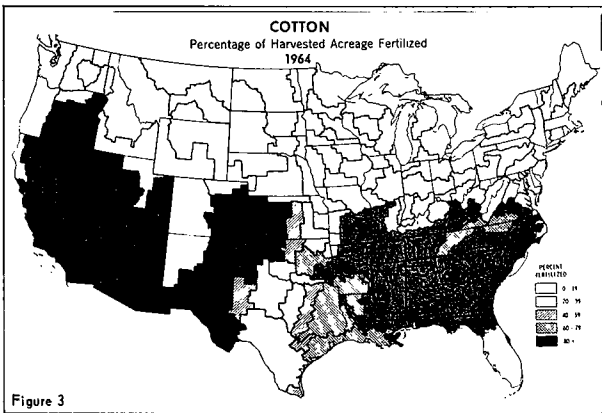 COTTON
Percentage of Harvested Acreage Fertilized
1964
PERCENT
FERTILIZED
0 - 19
20 - 39
40 - 59
60 - 79
80 +
Figure 3